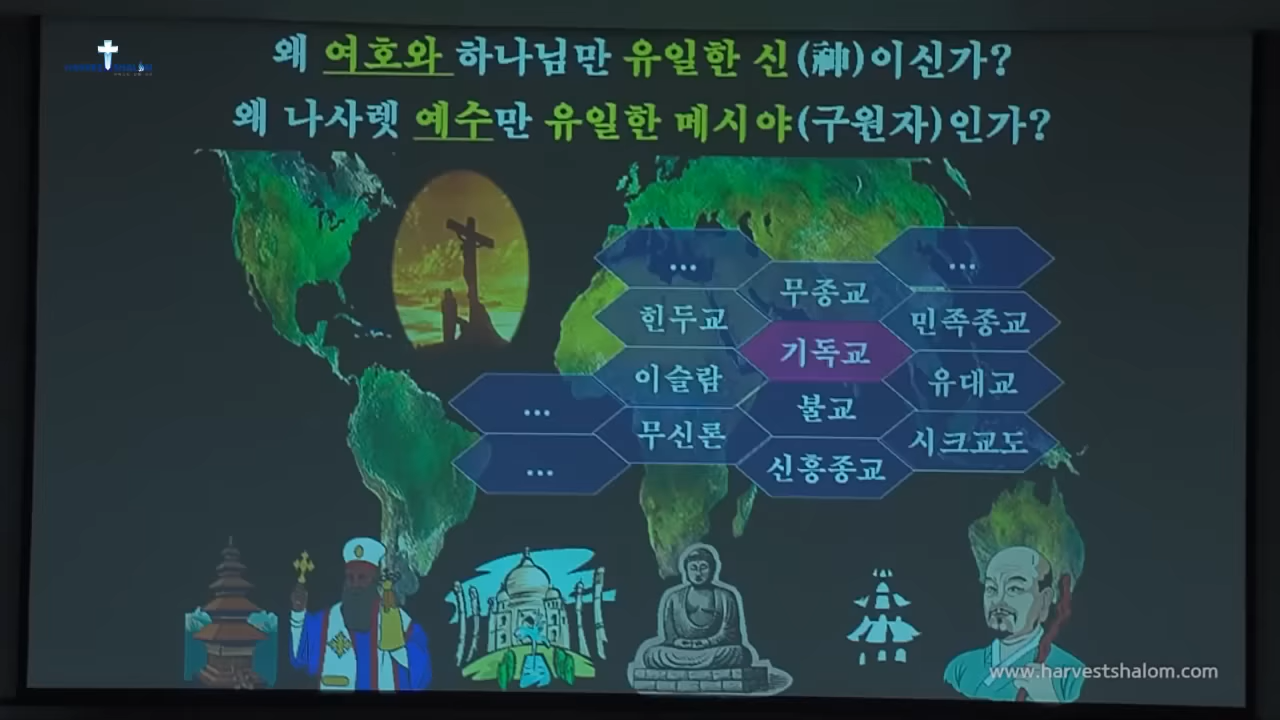 왜 여호와 하나님만 유일한 신(神)이신가?
왜 나사렛 예수만 유일한 메시야(구원자)인가?
...
...
무종교
힌두교
민족종교
기독교
이슬람
유대교
...
불교
무신론
시크교도
...
신흥종교
www.harvestshalom.com